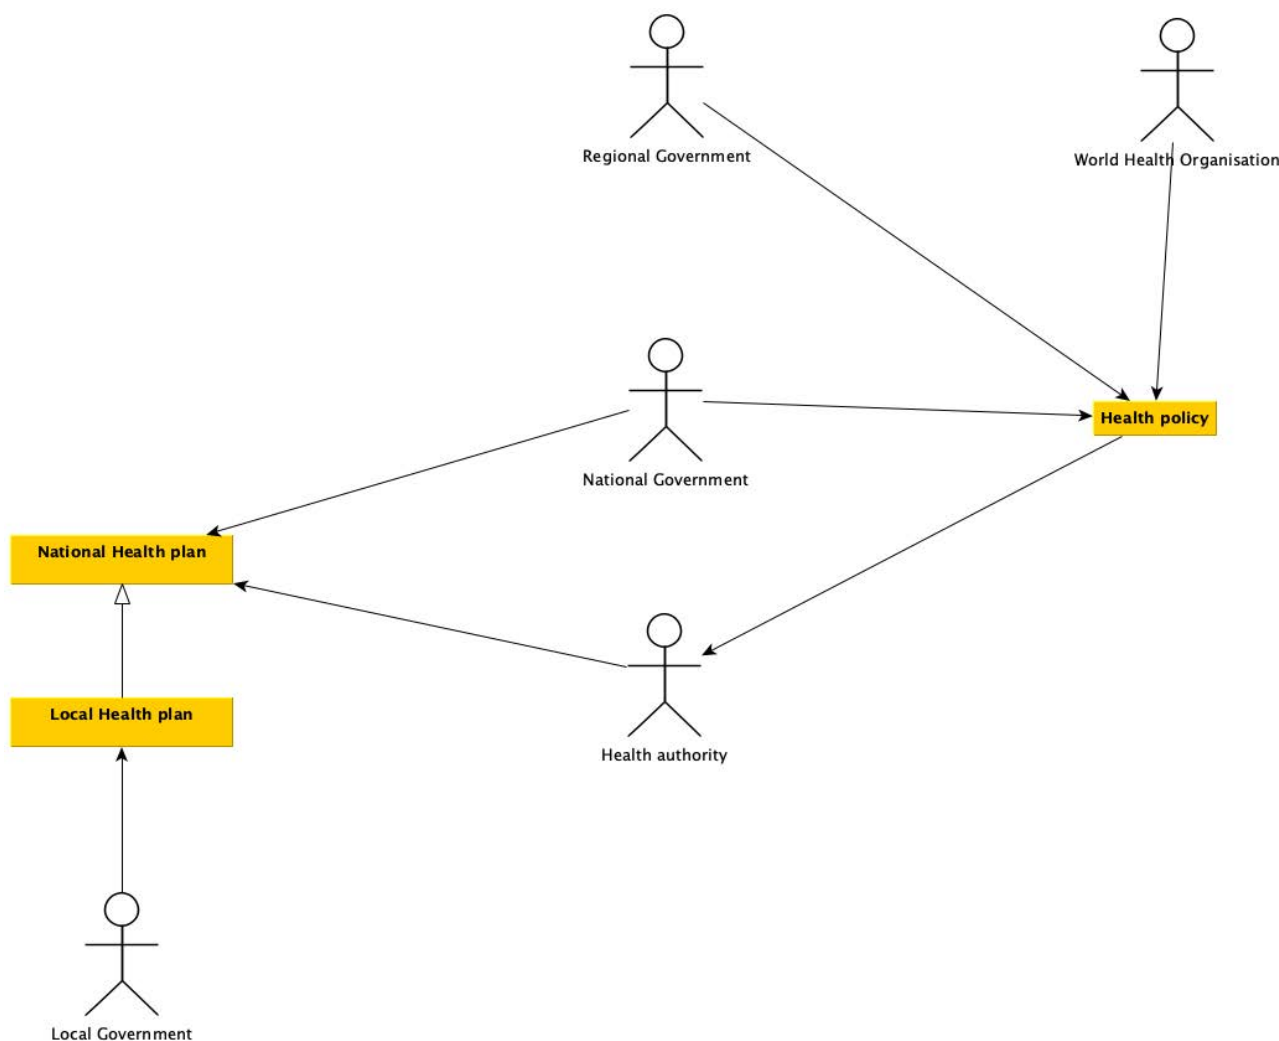 Regional Government
World Health Organisation
Health policy
National Government
National Health plan
Local Health plan
Health authority
Local Government